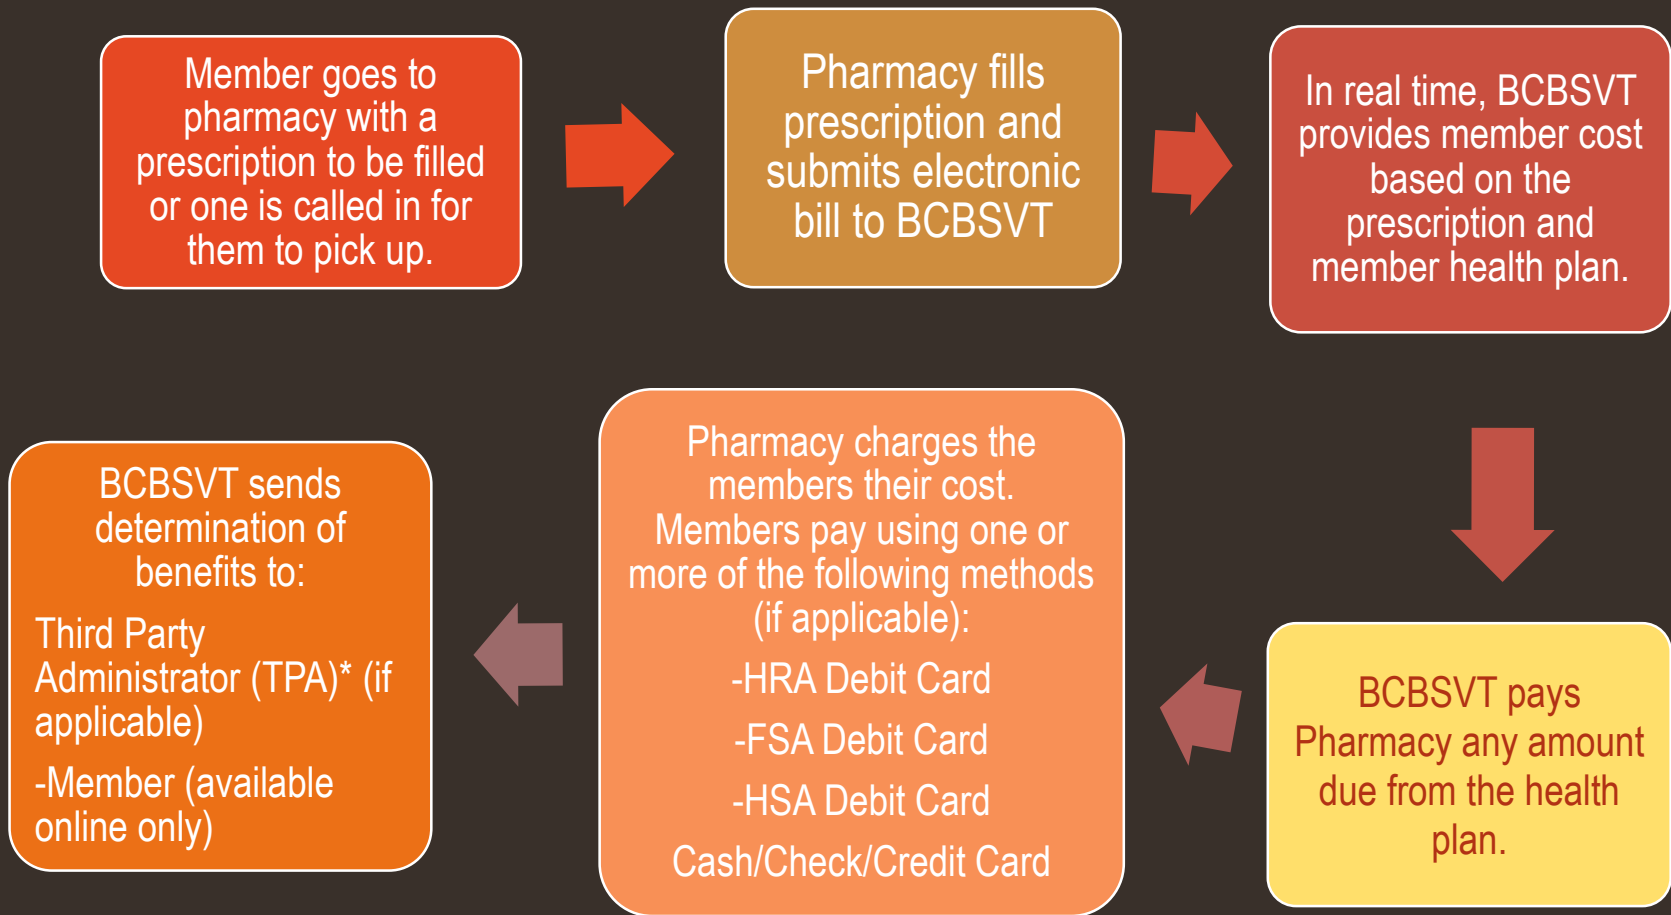 Member goes to
pharmacy with a
prescription to be filled
or one is called in for
them to pick up.
Pharmacy fills
prescription and
submits electronic
bill to BCBSVT
In real time, BCBSVT
provides member cost
based on the
prescription and
member health plan.
BCBSVT pays
Pharmacy any amount
due from the health
plan.
Pharmacy charges the
members their cost.
Members pay using one or
more of the following methods
(if applicable):
-HRA Debit Card
-FSA Debit Card
-HSA Debit Card
Cash/Check/Credit Card
BCBSVT sends
determination of
benefits to:
Third Party
Administrator (TPA)* (if
applicable)
-Member (available
online only)